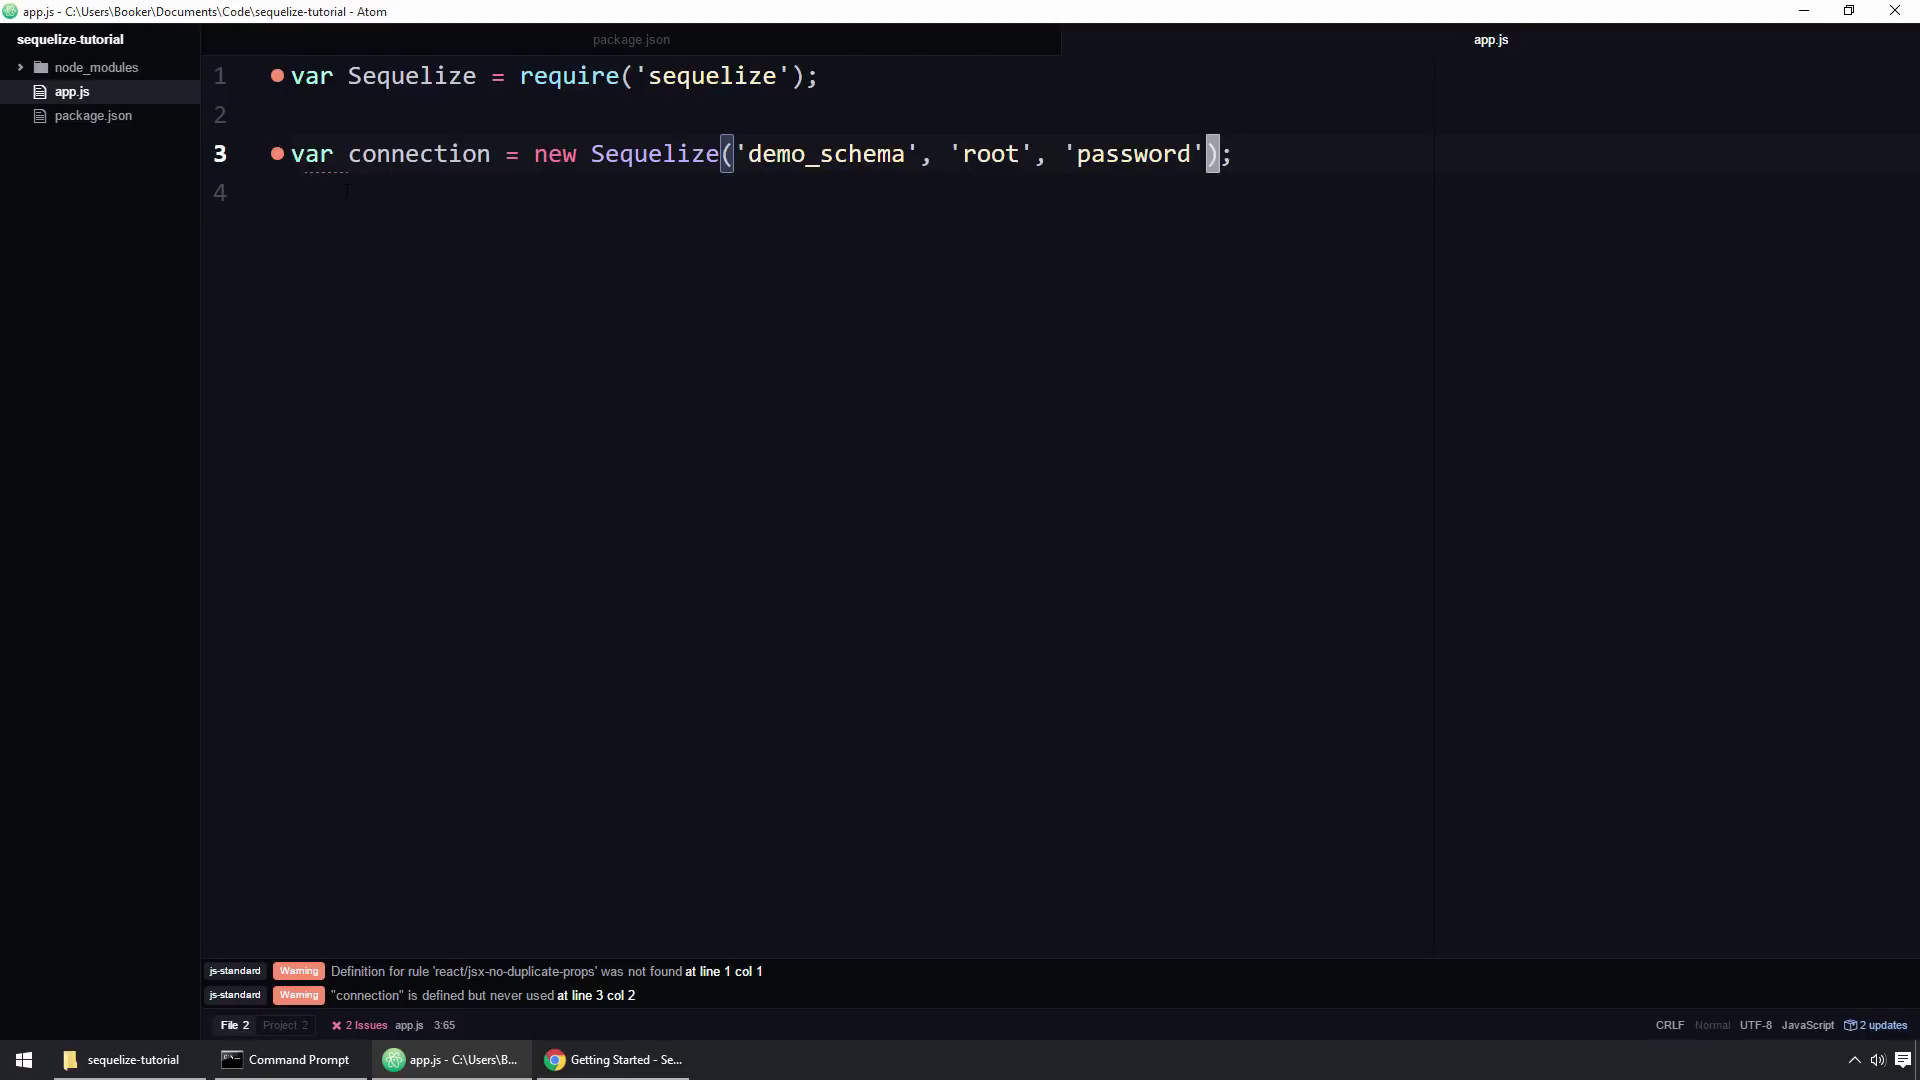 app.js - C:\Users\Booker\Documents\Code\sequelize-tutorial - Atom
sequelize-tutorial
node_modules
app.js
package.json
package.json
app.js
1 var Sequelize = require('sequelize');
2
3 var connection = new Sequelize('demo_schema', 'root', 'password');
4
js-standard Warning Definition for rule 'react/jsx-no-duplicate-props' was not found at line 1 col 1
js-standard Warning "connection" is defined but never used at line 3 col 2
File 2 Project 2 2 Issues app.js 3:65 CRLF Normal UTF-8 JavaScript 2 updates
sequelize-tutorial Command Prompt app.js - C:\Users\B... Getting Started - Se...